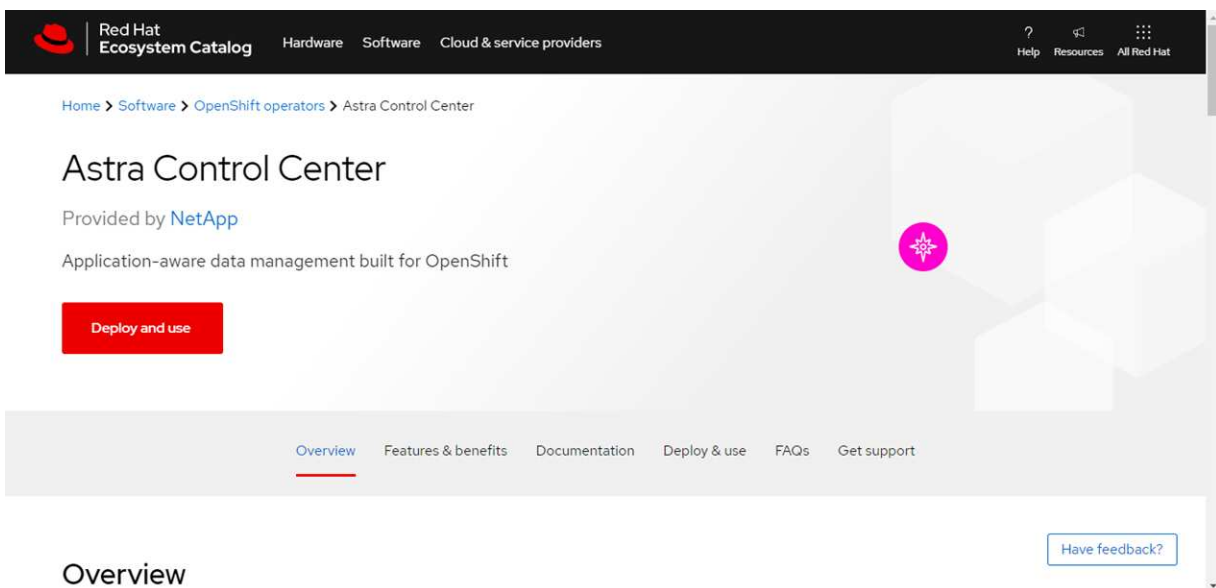 Red Hat
Ecosystem Catalog
Hardware Software Cloud & service providers
? Help Resources All Red Hat
Home > Software > OpenShift operators > Astra Control Center
Astra Control Center
Provided by NetApp
Application-aware data management built for OpenShift
Deploy and use
Overview Features & benefits Documentation Deploy & use FAQs Get support
Have feedback?
Overview